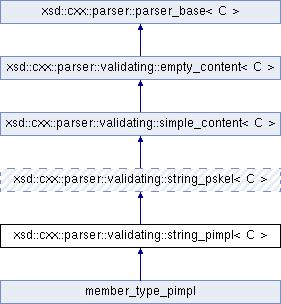 xsd::cxx::parser::parser_base< C >
xsd::cxx::parser::validating::empty_content< C >
xsd::cxx::parser::validating::simple_content< C >
xsd::cxx::parser::validating::string_pskel< C >
xsd::cxx::parser::validating::string_pimpl< C >
member_type_pimpl